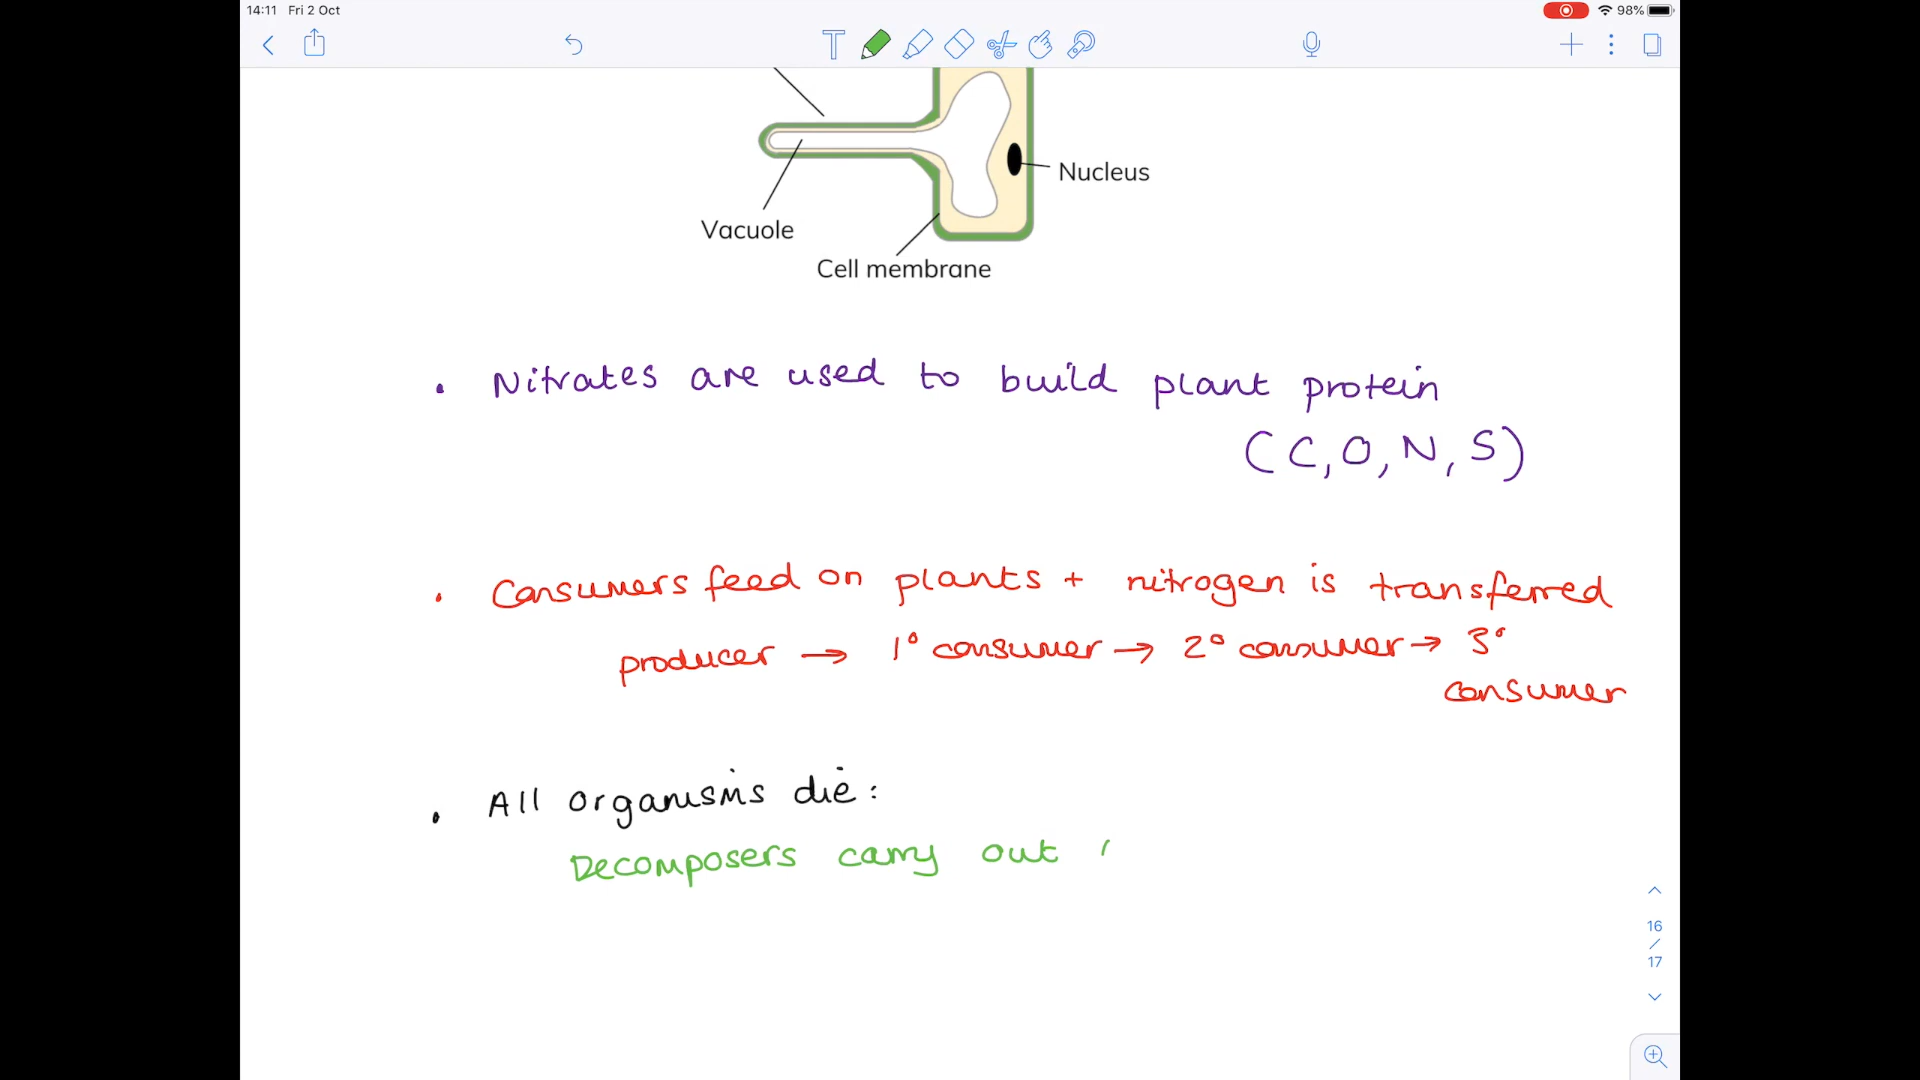 14:11 Fri 2 Oct
98%
Nucleus
Vacuole
Cell membrane
• Nitrates are used to build plant protein
(C, O, N, S)
• Consumers feed on plants + nitrogen is transferred
producer → 1° consumer → 2° consumer → 3°
consumer
• All organisms die:
Decomposers carry out
16
/
17